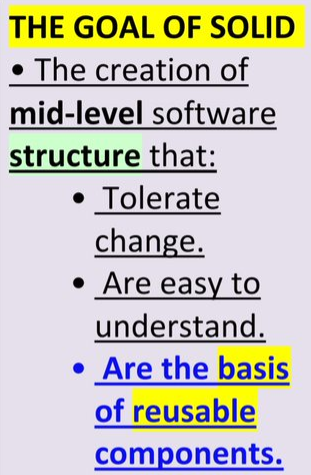 THE GOAL OF SOLID
• The creation of
mid-level software
structure that:
• Tolerate
change.
• Are easy to
understand.
• Are the basis
of reusable
components.